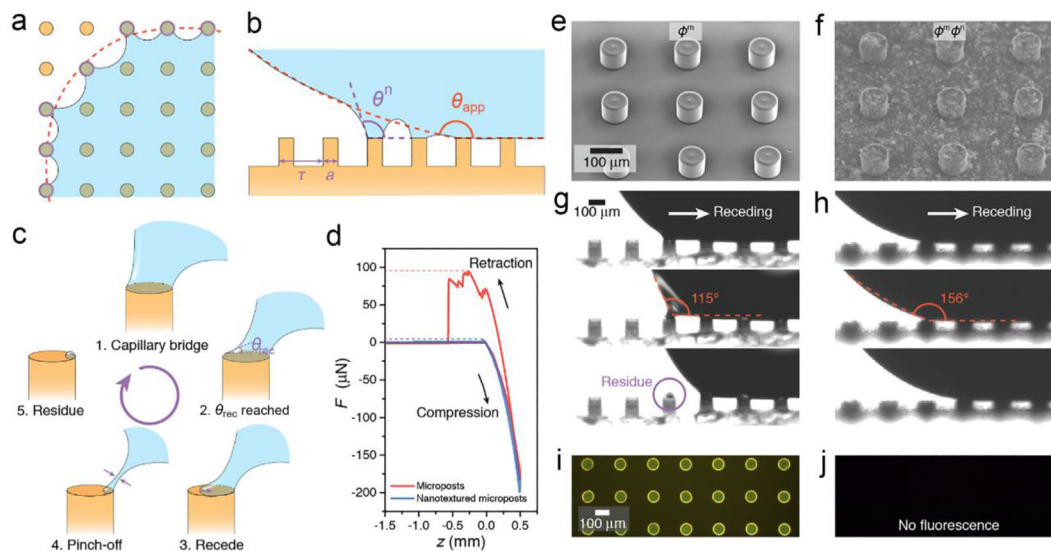 a
b
θⁿ
θapp
τ
a
c
1. Capillary bridge
θrec
2. θrec reached
3. Recede
4. Pinch-off
5. Residue
d
F (μN)
100
50
0
-50
-100
-150
-200
Retraction
Compression
Microposts
Nanotextured microposts
-1.5 -1.0 -0.5 0.0 0.5
z (mm)
e
ϕᵐ
100 μm
f
ϕᵐϕⁿ
g
100 μm
Receding
115°
Residue
h
Receding
156°
i
100 μm
j
No fluorescence